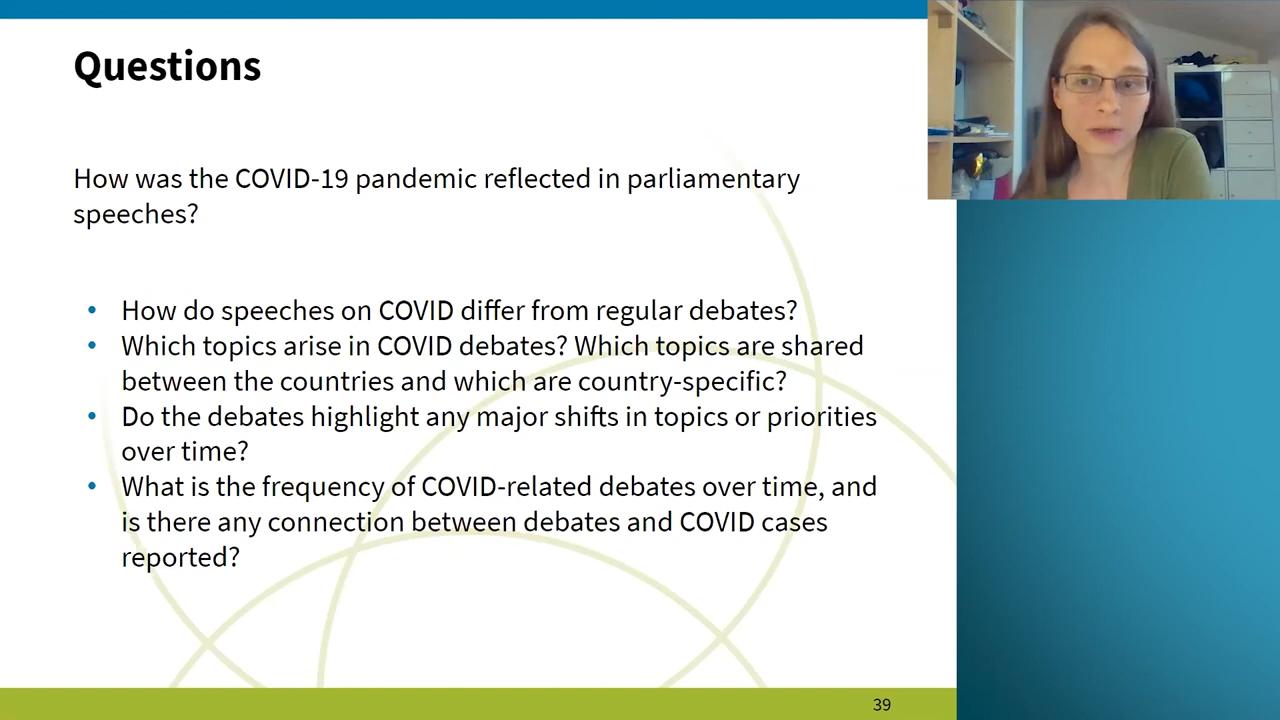 Questions
How was the COVID-19 pandemic reflected in parliamentary
speeches?
• How do speeches on COVID differ from regular debates?
• Which topics arise in COVID debates? Which topics are shared
between the countries and which are country-specific?
• Do the debates highlight any major shifts in topics or priorities
over time?
• What is the frequency of COVID-related debates over time, and
is there any connection between debates and COVID cases
reported?
39